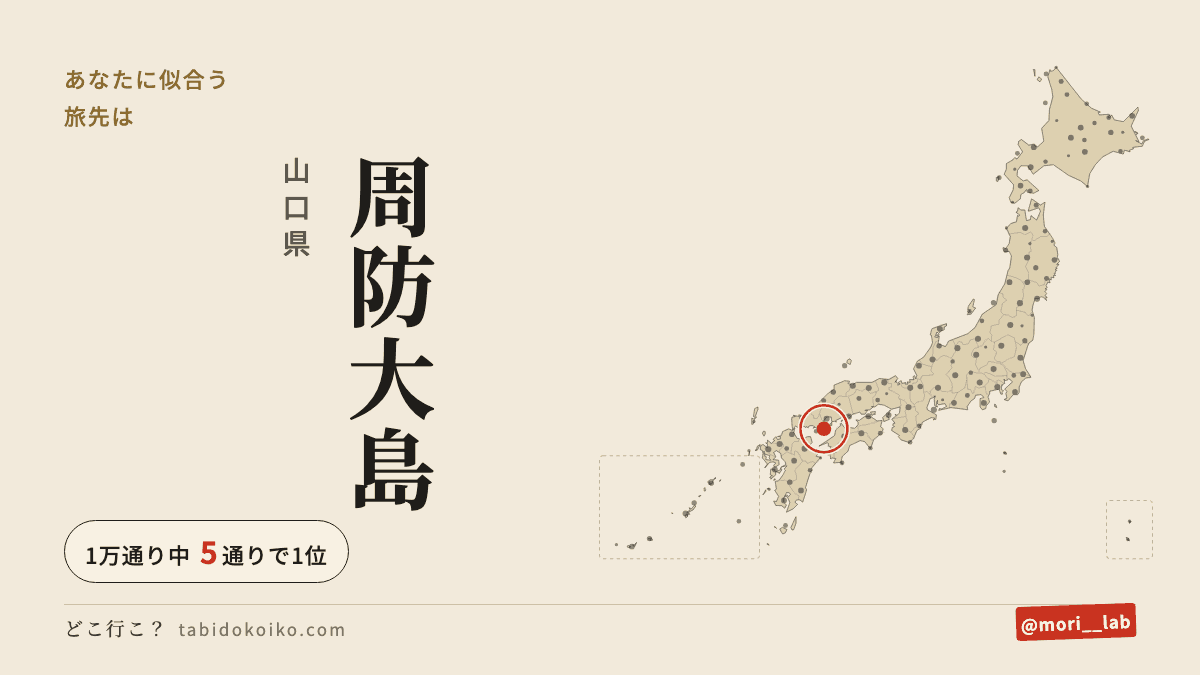 あなたに似合う
旅先は
周防大島
山口県
1万通り中 5 通りで1位
どこ行こ？ tabidokoiko.com
@mori__lab